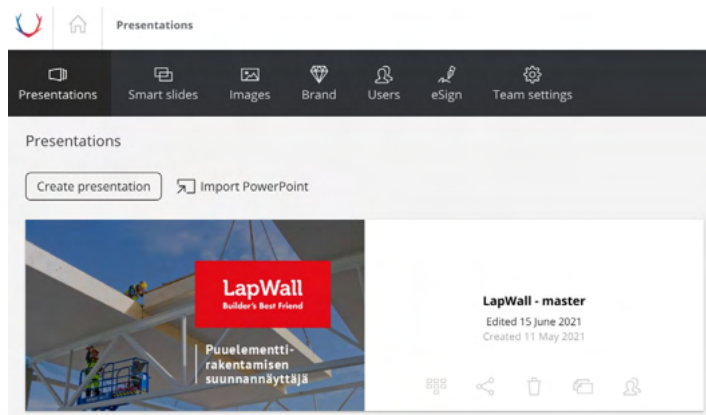 Presentations
Presentations Smart slides Images Brand Users eSign Team settings
Presentations
Create presentation Import PowerPoint
LapWall
Builder's Best Friend
Puuelementti-
rakentamisen
suunnannäyttäjä
LapWall - master
Edited 15 June 2021
Created 11 May 2021